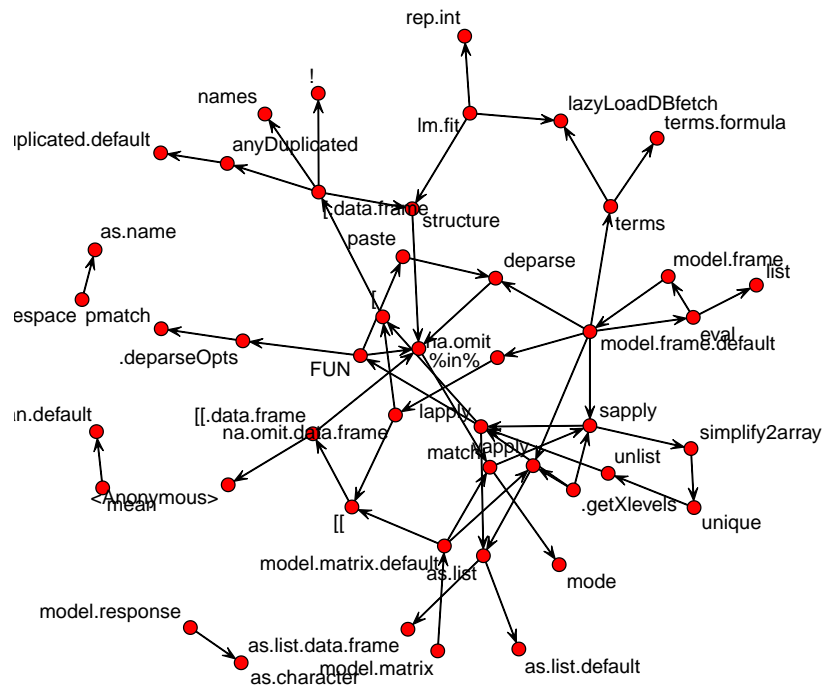 rep.int
!
names
lm.fit
lazyLoadDBfetch
terms.formula
uplicated.default
anyDuplicated
[.data.frame
structure
terms
as.name
paste
deparse
model.frame
list
[
espace
pmatch
eval
.deparseOpts
FUN
na.omit
%in%
model.frame.default
n.default
[[.data.frame
na.omit.data.frame
lapply
sapply
simplify2array
match
vapply
unlist
<Anonymous>
mean
[[
.getXlevels
unique
model.matrix.default
as.list
mode
model.response
as.list.data.frame
model.matrix
as.list.default
as.character